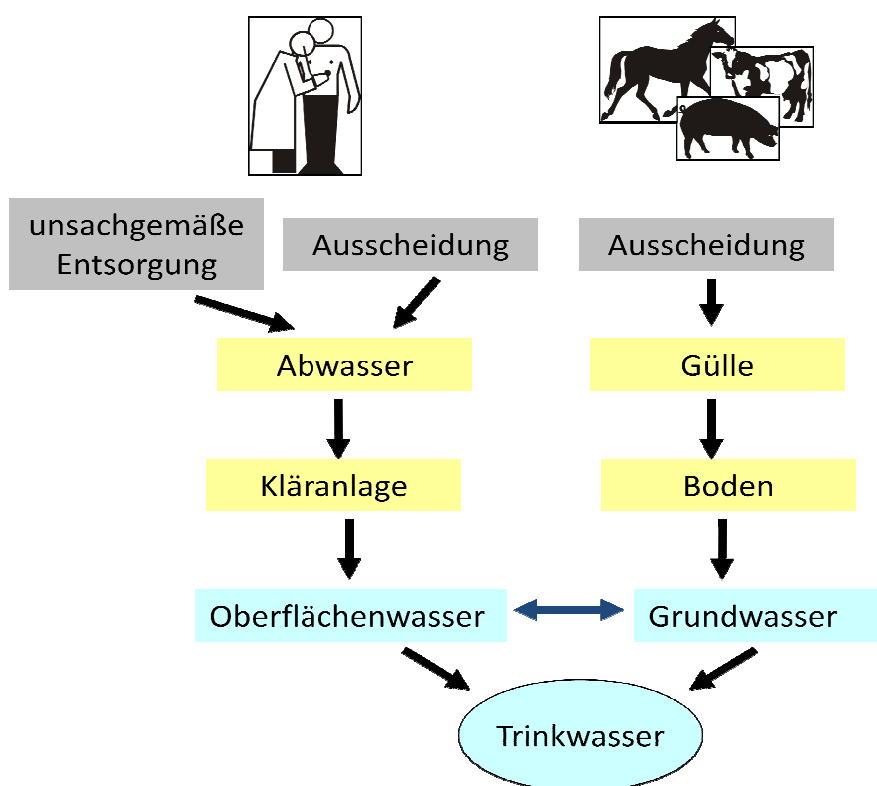 unsachgemäße
Entsorgung
Ausscheidung
Ausscheidung
Abwasser
Gülle
Kläranlage
Boden
Oberflächenwasser
Grundwasser
Trinkwasser